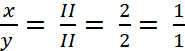 x/y = II/II = 2/2 = 1/1